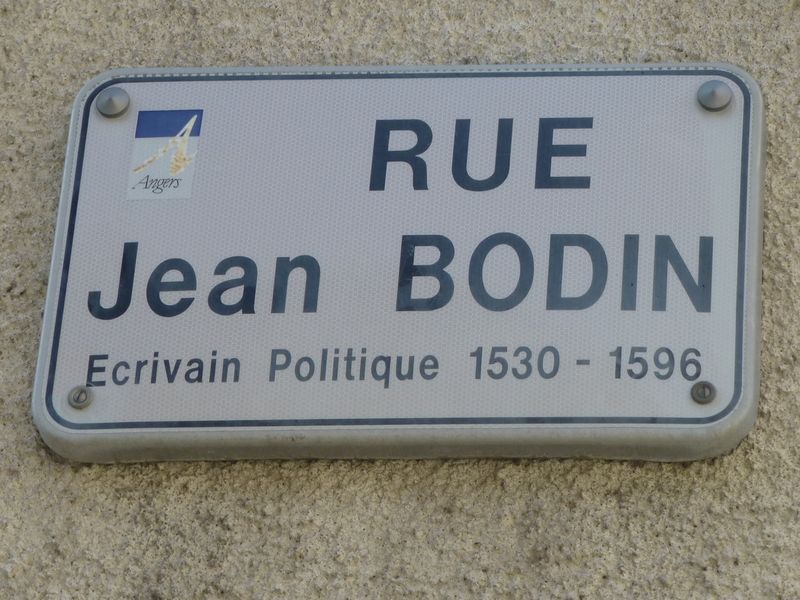 Angers
RUE
Jean BODIN
Ecrivain Politique 1530 - 1596